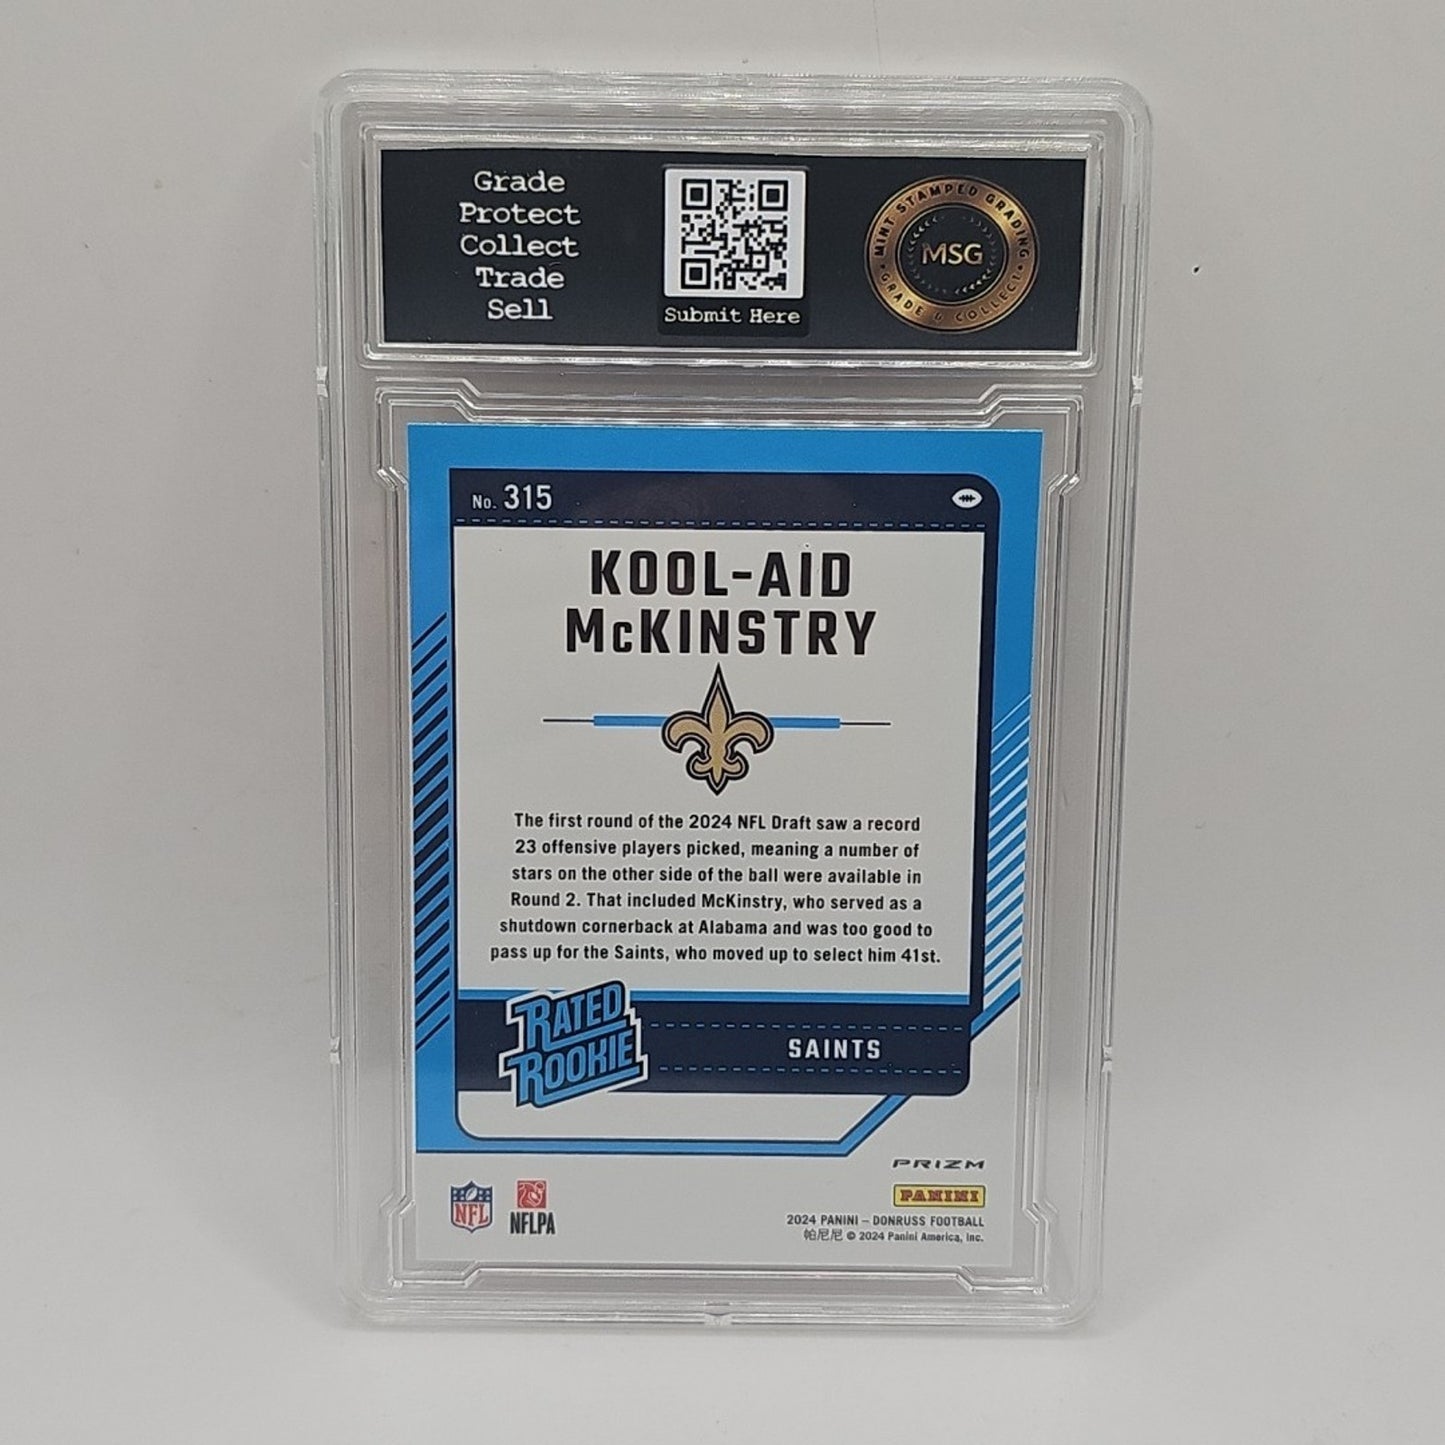 Grade
Protect
Collect
Trade
Sell
Submit Here
MINT STAMPED GRADING
MSG
GRADE & COLLECT
No. 315
KOOL-AID
McKINSTRY
The first round of the 2024 NFL Draft saw a record
23 offensive players picked, meaning a number of
stars on the other side of the ball were available in
Round 2. That included McKinstry, who served as a
shutdown cornerback at Alabama and was too good to
pass up for the Saints, who moved up to select him 41st.
RATED
ROOKIE
SAINTS
PRIZM
PANINI
NFL
NFLPA
2024 PANINI – DONRUSS FOOTBALL
帕尼尼 © 2024 Panini America, Inc.